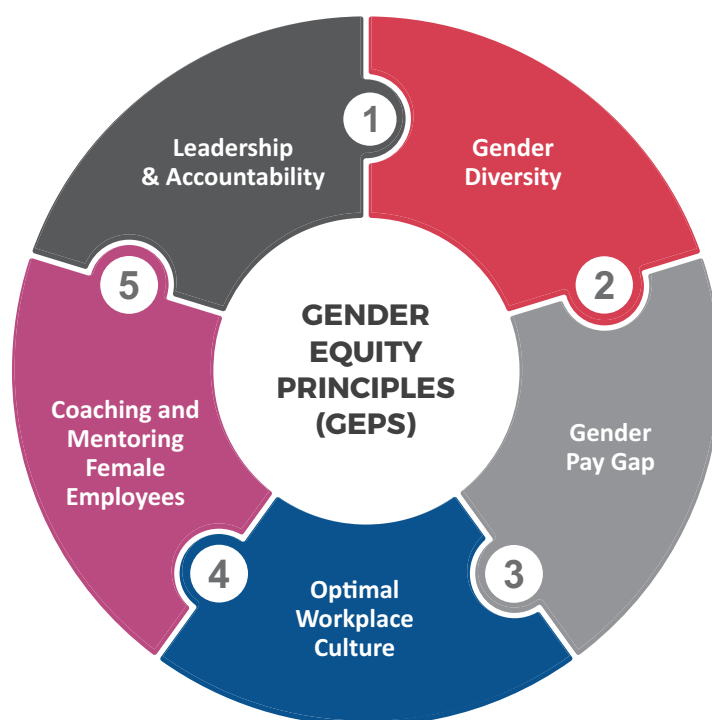 GENDER
EQUITY
PRINCIPLES
(GEPS)
1
Leadership
& Accountability
Gender
Diversity
2
Gender
Pay Gap
3
Optimal
Workplace
Culture
4
Coaching and
Mentoring
Female
Employees
5